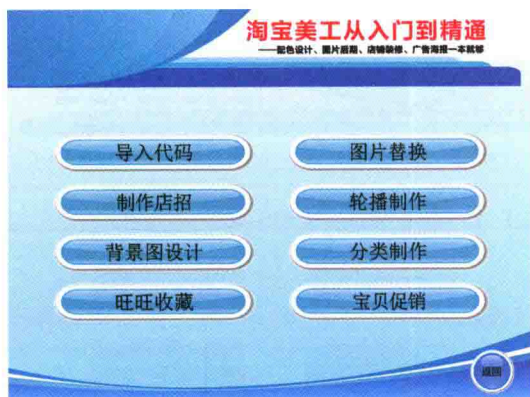 淘宝美工从入门到精通
——配色设计、图片后期、店铺装修、广告海报一本就够
导入代码
图片替换
制作店招
轮播制作
背景图设计
分类制作
旺旺收藏
宝贝促销
返回